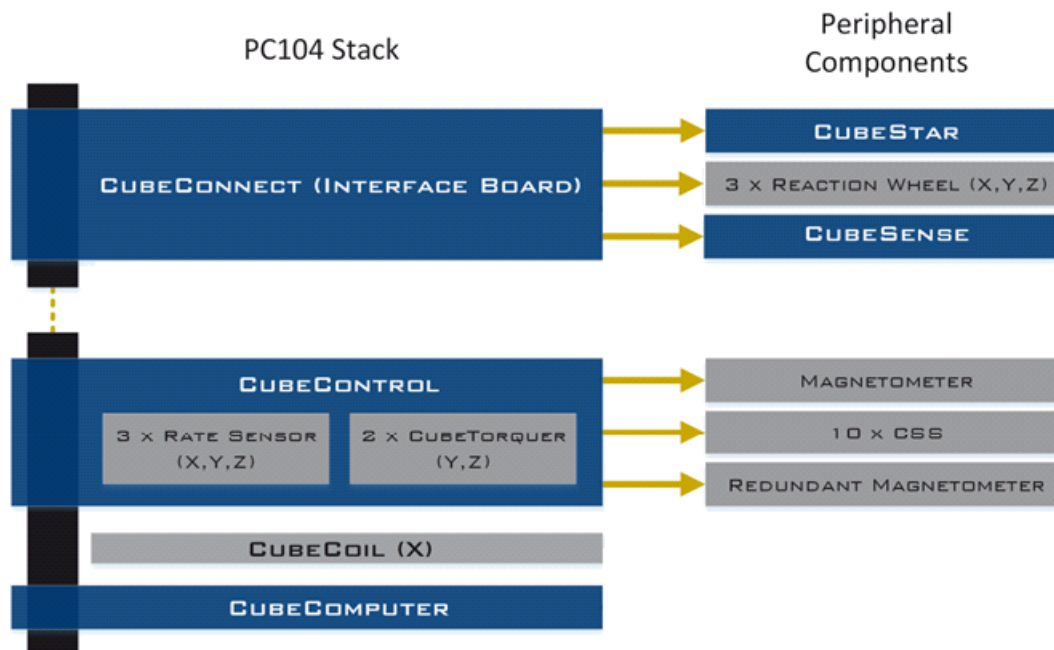 PC104 Stack
Peripheral
Components
CubeConnect (Interface Board)
CubeStar
3 x Reaction Wheel (X,Y,Z)
CubeSense
CubeControl
3 x Rate Sensor
(X,Y,Z)
2 x CubeTorquer
(Y,Z)
Magnetometer
10 x CSS
Redundant Magnetometer
CubeCoil (X)
CubeComputer